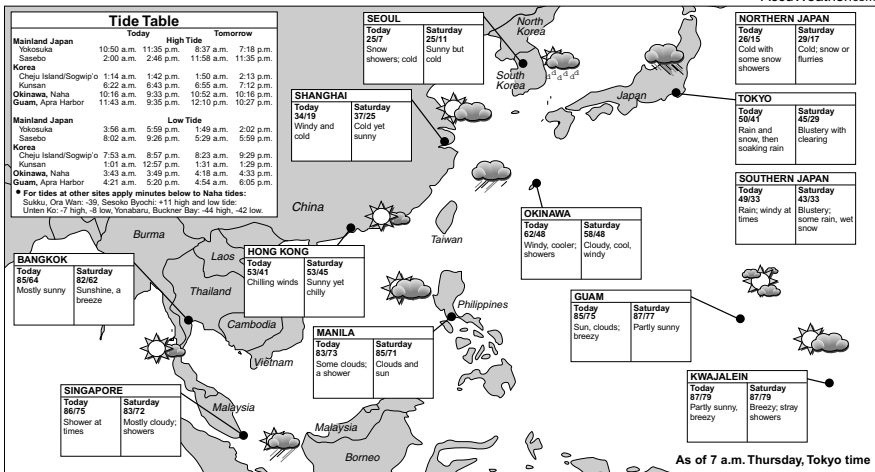 Tide Table
Today Tomorrow
Mainland Japan High Tide
Yokosuka 10:50 a.m. 11:35 p.m. 8:37 a.m. 7:18 p.m.
Sasebo 2:00 a.m. 2:46 p.m. 11:58 a.m. 11:35 p.m.
Korea
Cheju Island/Sogwip'o 1:14 a.m. 1:42 p.m. 1:50 a.m. 2:13 p.m.
Kunsan 6:22 a.m. 6:43 p.m. 6:55 a.m. 7:12 p.m.
Okinawa, Naha 10:16 a.m. 9:33 p.m. 10:52 a.m. 10:16 p.m.
Guam, Apra Harbor 11:43 a.m. 9:35 p.m. 12:10 p.m. 10:27 p.m.
Mainland Japan Low Tide
Yokosuka 3:56 a.m. 5:59 p.m. 1:49 a.m. 2:02 p.m.
Sasebo 8:02 a.m. 9:26 p.m. 5:29 a.m. 5:59 p.m.
Korea
Cheju Island/Sogwip'o 7:53 a.m. 8:57 p.m. 8:23 a.m. 9:29 p.m.
Kunsan 1:01 a.m. 12:57 p.m. 1:31 a.m. 1:29 p.m.
Okinawa, Naha 3:43 a.m. 3:49 p.m. 4:18 a.m. 4:33 p.m.
Guam, Apra Harbor 4:21 a.m. 5:20 p.m. 4:54 a.m. 6:05 p.m.
• For tides at other sites apply minutes below to Naha tides:
Sukku, Ora Wan: -39, Sesoko Byochi: +11 high and low tide:
Unten Ko: -7 high, -8 low, Yonabaru, Buckner Bay: -44 high, -42 low.
SEOUL
Today Saturday
25/7 25/11
Snow Sunny but
showers; cold cold
North
Korea
South
Korea
Japan
NORTHERN JAPAN
Today Saturday
26/15 29/17
Cold with Cold; snow or
some snow flurries
showers
SHANGHAI
Today Saturday
34/19 37/25
Windy and Cold yet
cold sunny
TOKYO
Today Saturday
50/41 45/29
Rain and Blustery with
snow, then clearing
soaking rain
SOUTHERN JAPAN
Today Saturday
49/33 43/33
Rain; windy at Blustery;
times some rain, wet
snow
China
Taiwan
OKINAWA
Today Saturday
62/48 58/48
Windy, cooler; Cloudy, cool,
showers windy
Burma
Laos
Thailand
Cambodia
Vietnam
HONG KONG
Today Saturday
53/41 53/45
Chilling winds Sunny yet
chilly
BANGKOK
Today Saturday
85/64 82/62
Mostly sunny Sunshine, a
breeze
Philippines
GUAM
Today Saturday
85/75 87/77
Sun, clouds; Partly sunny
breezy
MANILA
Today Saturday
83/73 85/71
Some clouds; Clouds and
a shower sun
KWAJALEIN
Today Saturday
87/79 87/79
Partly sunny, Breezy; stray
breezy showers
SINGAPORE
Today Saturday
86/75 83/72
Shower at Mostly cloudy;
times showers
Malaysia
Malaysia
Borneo
As of 7 a.m. Thursday, Tokyo time